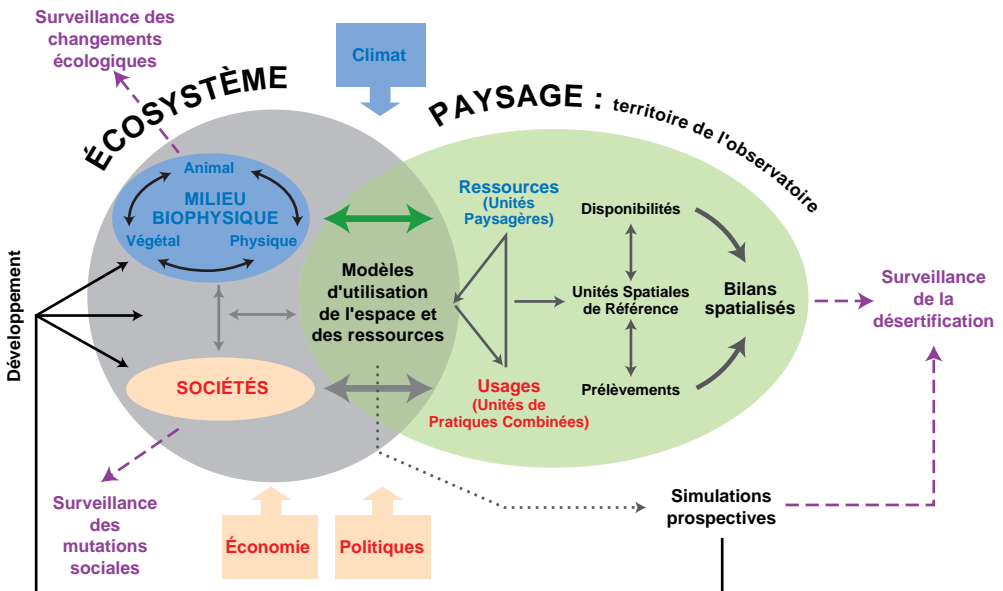 Surveillance des
changements
écologiques
ÉCOSYSTÈME
Climat
PAYSAGE : territoire de l'observatoire
Animal
MILIEU
BIOPHYSIQUE
Végétal
Physique
Ressources
(Unités
Paysagères)
Disponibilités
Développement
Modèles
d'utilisation
de l'espace et
des ressources
Unités Spatiales
de Référence
Bilans
spatialisés
Surveillance
de la
désertification
SOCIÉTÉS
Usages
(Unités de
Pratiques Combinées)
Prélèvements
Surveillance
des
mutations
sociales
Économie
Politiques
Simulations
prospectives